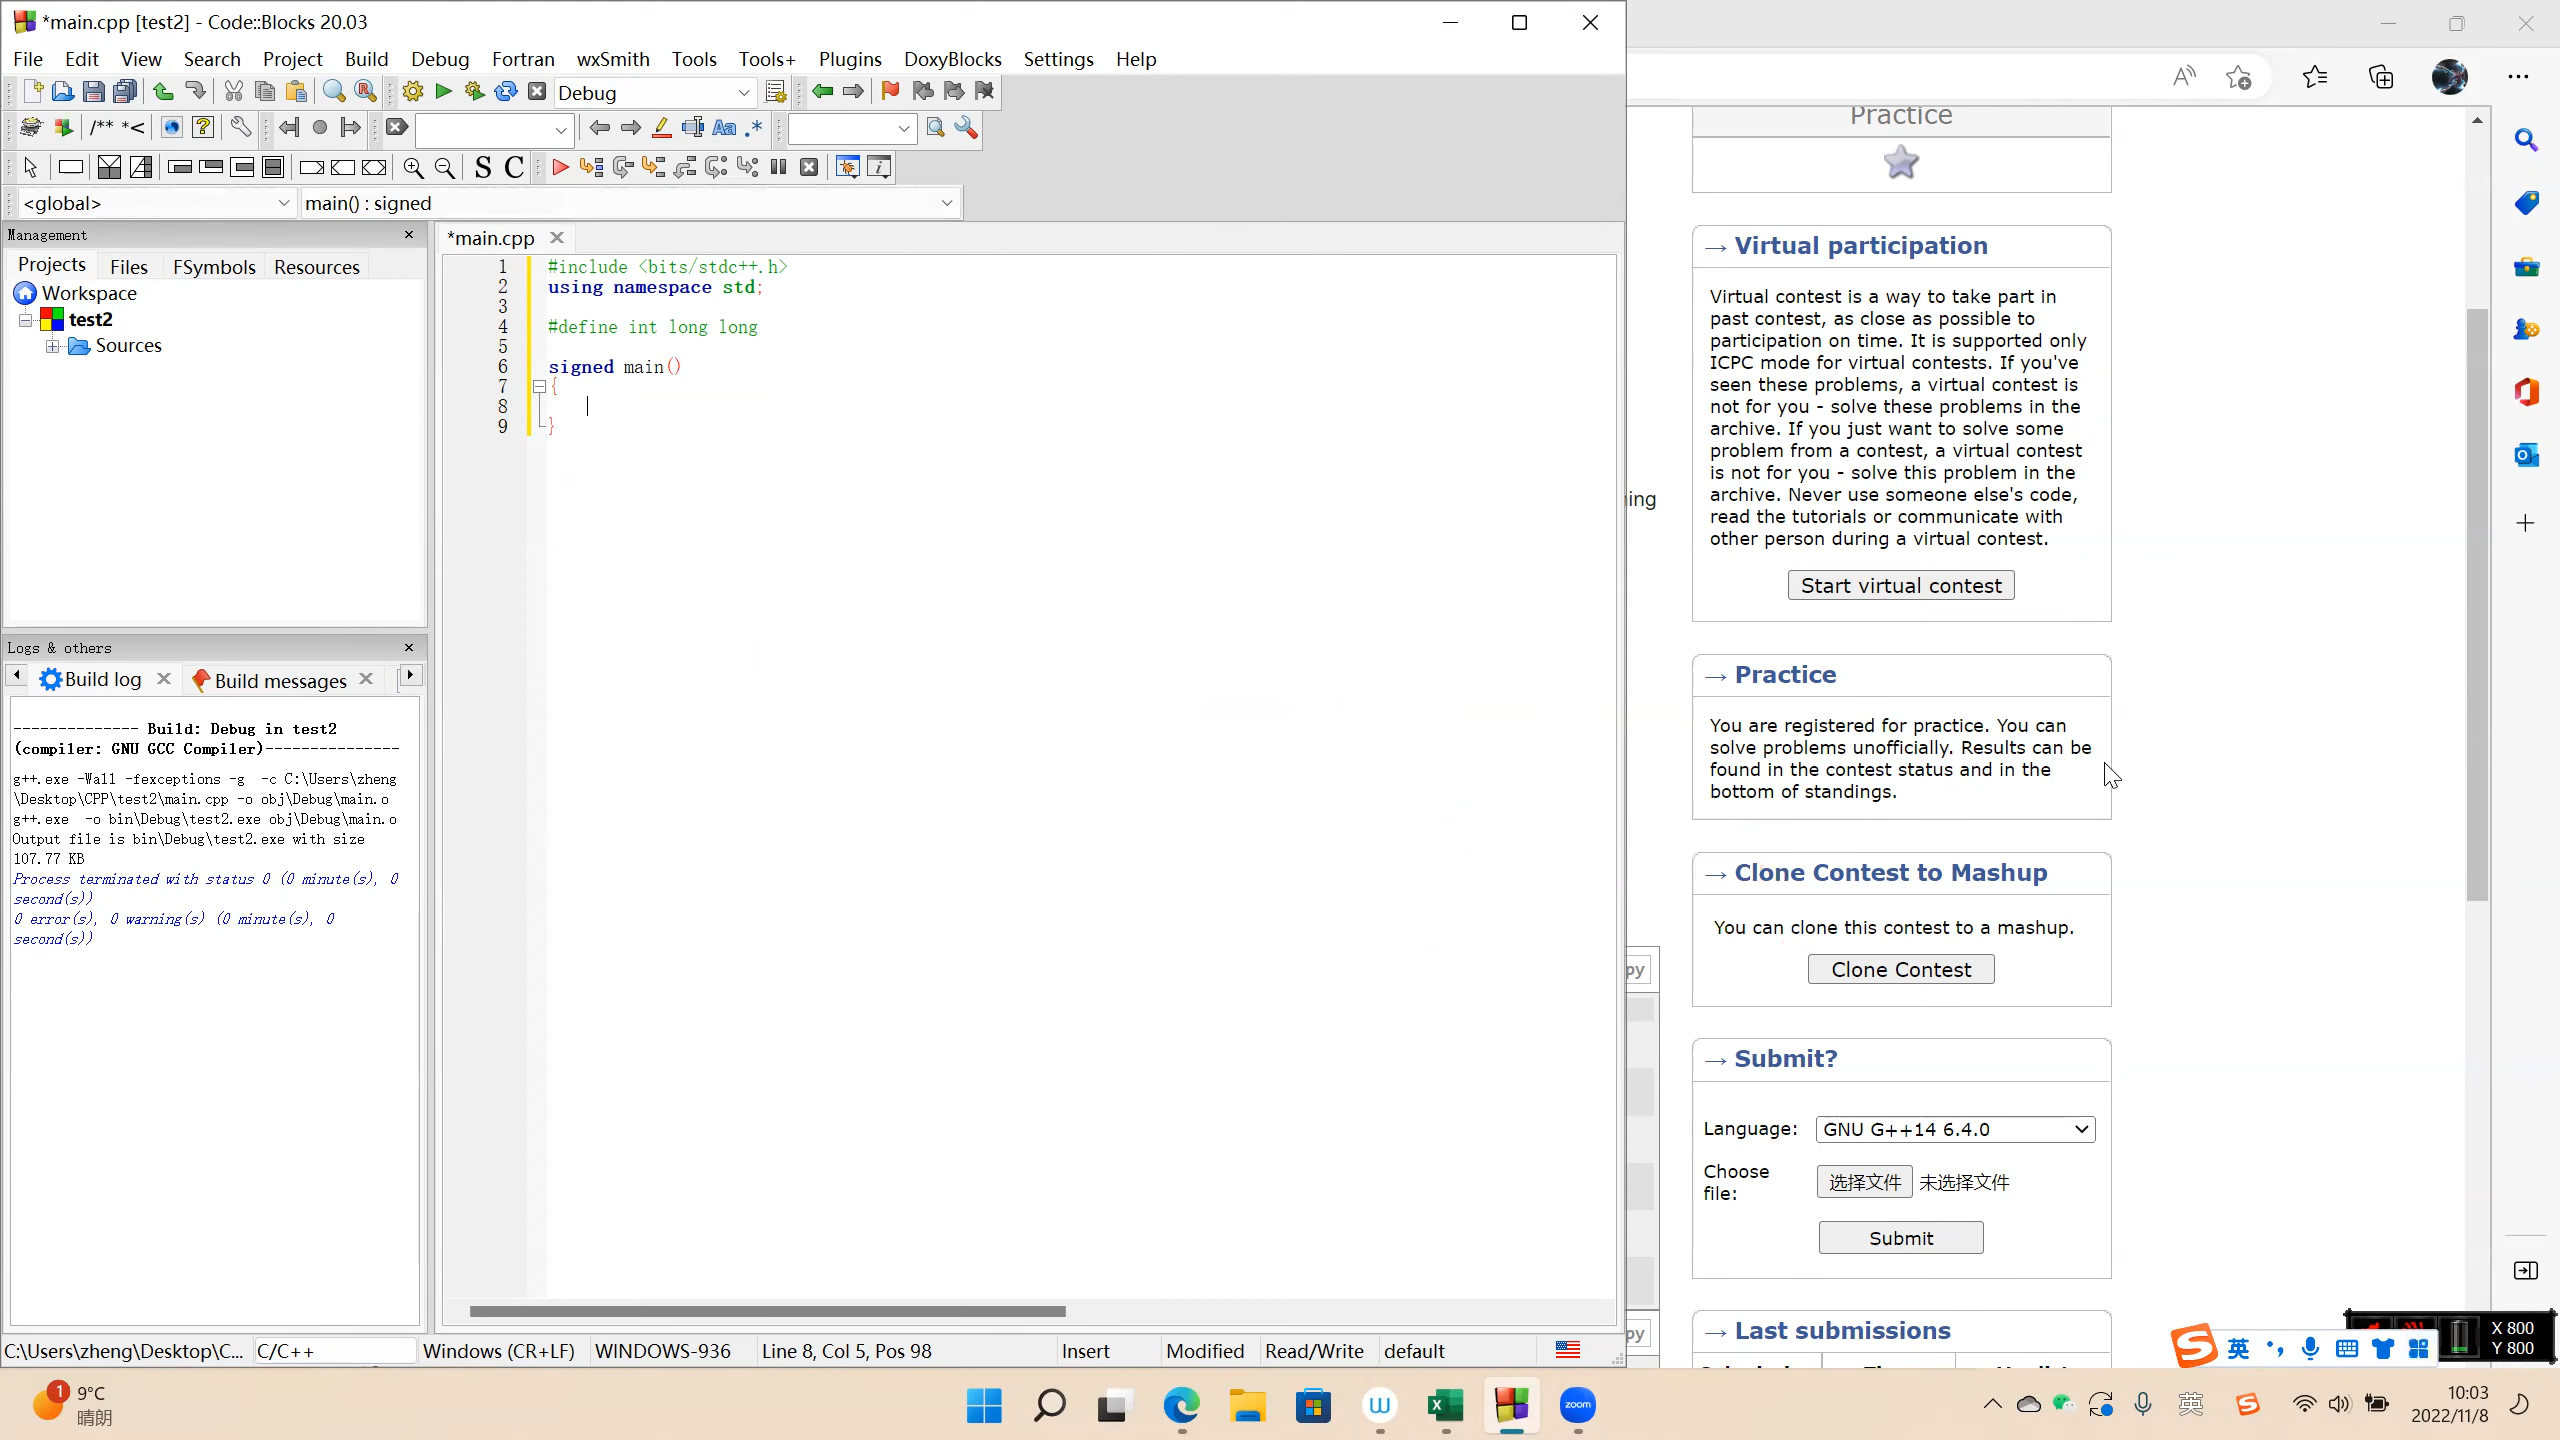 *main.cpp [test2] - Code::Blocks 20.03
File Edit View Search Project Build Debug Fortran wxSmith Tools Tools+ Plugins DoxyBlocks Settings Help
Debug
/** *<
Aa .*
S C
<global> main() : signed
Management
Projects Files FSymbols Resources
Workspace
test2
Sources
*main.cpp
1 #include <bits/stdc++.h>
2 using namespace std;
3
4 #define int long long
5
6 signed main()
7 {
8
9 }
Logs & others
Build log Build messages
-------------- Build: Debug in test2
(compiler: GNU GCC Compiler)---------------
g++.exe -Wall -fexceptions -g -c C:\Users\zheng
\Desktop\CPP\test2\main.cpp -o obj\Debug\main.o
g++.exe -o bin\Debug\test2.exe obj\Debug\main.o
Output file is bin\Debug\test2.exe with size
107.77 KB
Process terminated with status 0 (0 minute(s), 0
second(s))
0 error(s), 0 warning(s) (0 minute(s), 0
second(s))
C:\Users\zheng\Desktop\C... C/C++ Windows (CR+LF) WINDOWS-936 Line 8, Col 5, Pos 98 Insert Modified Read/Write default
Practice
→ Virtual participation
Virtual contest is a way to take part in
past contest, as close as possible to
participation on time. It is supported only
ICPC mode for virtual contests. If you've
seen these problems, a virtual contest is
not for you - solve these problems in the
archive. If you just want to solve some
problem from a contest, a virtual contest
is not for you - solve this problem in the
archive. Never use someone else's code,
read the tutorials or communicate with
other person during a virtual contest.
Start virtual contest
→ Practice
You are registered for practice. You can
solve problems unofficially. Results can be
found in the contest status and in the
bottom of standings.
→ Clone Contest to Mashup
You can clone this contest to a mashup.
Clone Contest
→ Submit?
Language: GNU G++14 6.4.0
Choose
file:
选择文件 未选择文件
Submit
→ Last submissions
ing
py
py
英
X 800
Y 800
1
9°C
晴朗
zoom
英
10:03
2022/11/8